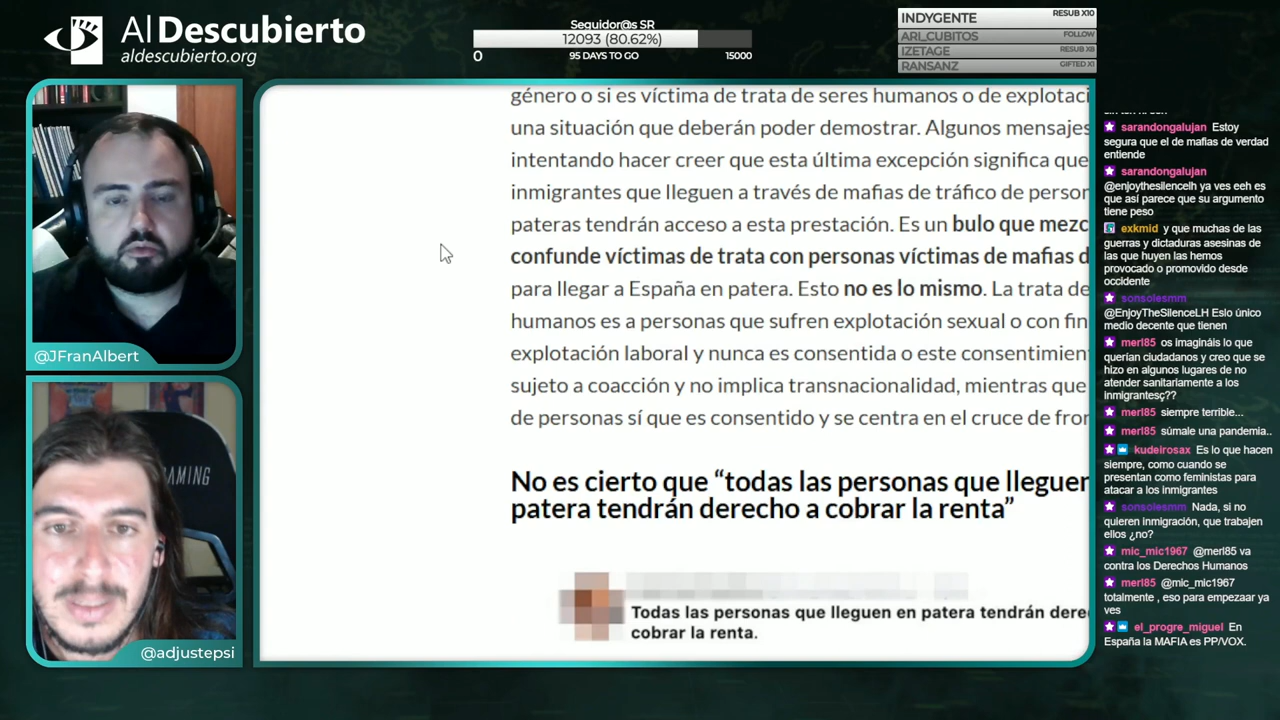 Al Descubierto
aldescubierto.org
Seguidor@s SR
12093 (80.62%)
0
95 DAYS TO GO
15000
INDYGENTE
RESUB X10
ARI_CUBITOS
FOLLOW
IZETAGE
RESUB X8
RANSANZ
GIFTED X1
@JFranAlbert
GAMING
@adjustepsi
género o si es víctima de trata de seres humanos o de explotaci
una situación que deberán poder demostrar. Algunos mensajes
intentando hacer creer que esta última excepción significa que
inmigrantes que lleguen a través de mafias de tráfico de person
pateras tendrán acceso a esta prestación. Es un bulo que mezc
confunde víctimas de trata con personas víctimas de mafias d
para llegar a España en patera. Esto no es lo mismo. La trata de
humanos es a personas que sufren explotación sexual o con fin
explotación laboral y nunca es consentida o este consentimien
sujeto a coacción y no implica transnacionalidad, mientras que
de personas sí que es consentido y se centra en el cruce de fron
No es cierto que “todas las personas que lleguen
patera tendrán derecho a cobrar la renta”
Todas las personas que lleguen en patera tendrán dere
cobrar la renta.
sarandongalujan Estoy
segura que el de mafias de verdad
entiende
sarandongalujan
@enjoythesilencelh ya ves eeh es
que así parece que su argumento
tiene peso
exkmid y que muchas de las
guerras y dictaduras asesinas de
las que huyen las hemos
provocado o promovido desde
occidente
sonsolesmm
@EnjoyTheSilenceLH Eslo único
medio decente que tienen
merl85 os imagináis lo que
querían ciudadanos y creo que se
hizo en algunos lugares de no
atender sanitariamente a los
inmigrantesç??
merl85 siempre terrible...
merl85 súmale una pandemia..
kudeirosax Es lo que hacen
siempre, como cuando se
presentan como feministas para
atacar a los inmigrantes
sonsolesmm Nada, si no
quieren inmigración, que trabajen
ellos ¿no?
mic_mic1967 @merl85 va
contra los Derechos Humanos
merl85 @mic_mic1967
totalmente , eso para empezaar ya
ves
el_progre_miguel En
España la MAFIA es PP/VOX.